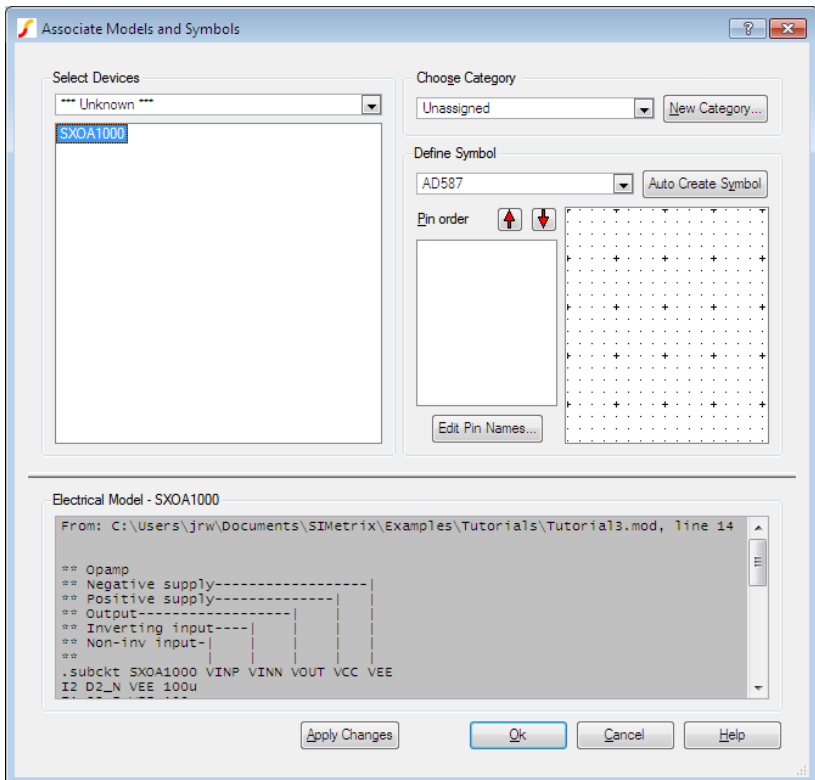 Associate Models and Symbols
Select Devices
*** Unknown ***
SXOA1000
Choose Category
Unassigned
New Category...
Define Symbol
AD587
Auto Create Symbol
Pin order
Edit Pin Names...
Electrical Model - SXOA1000
From: C:\Users\jrw\Documents\SIMetrix\Examples\Tutorials\Tutorial3.mod, line 14
** Opamp
** Negative supply------------------|
** Positive supply--------------|   |
** Output------------------|    |   |
** Inverting input----|    |    |   |
** Non-inv input-|    |    |    |   |
**               |    |    |    |   |
.subckt SXOA1000 VINP VINN VOUT VCC VEE
I2 D2_N VEE 100u
Apply Changes
Ok
Cancel
Help